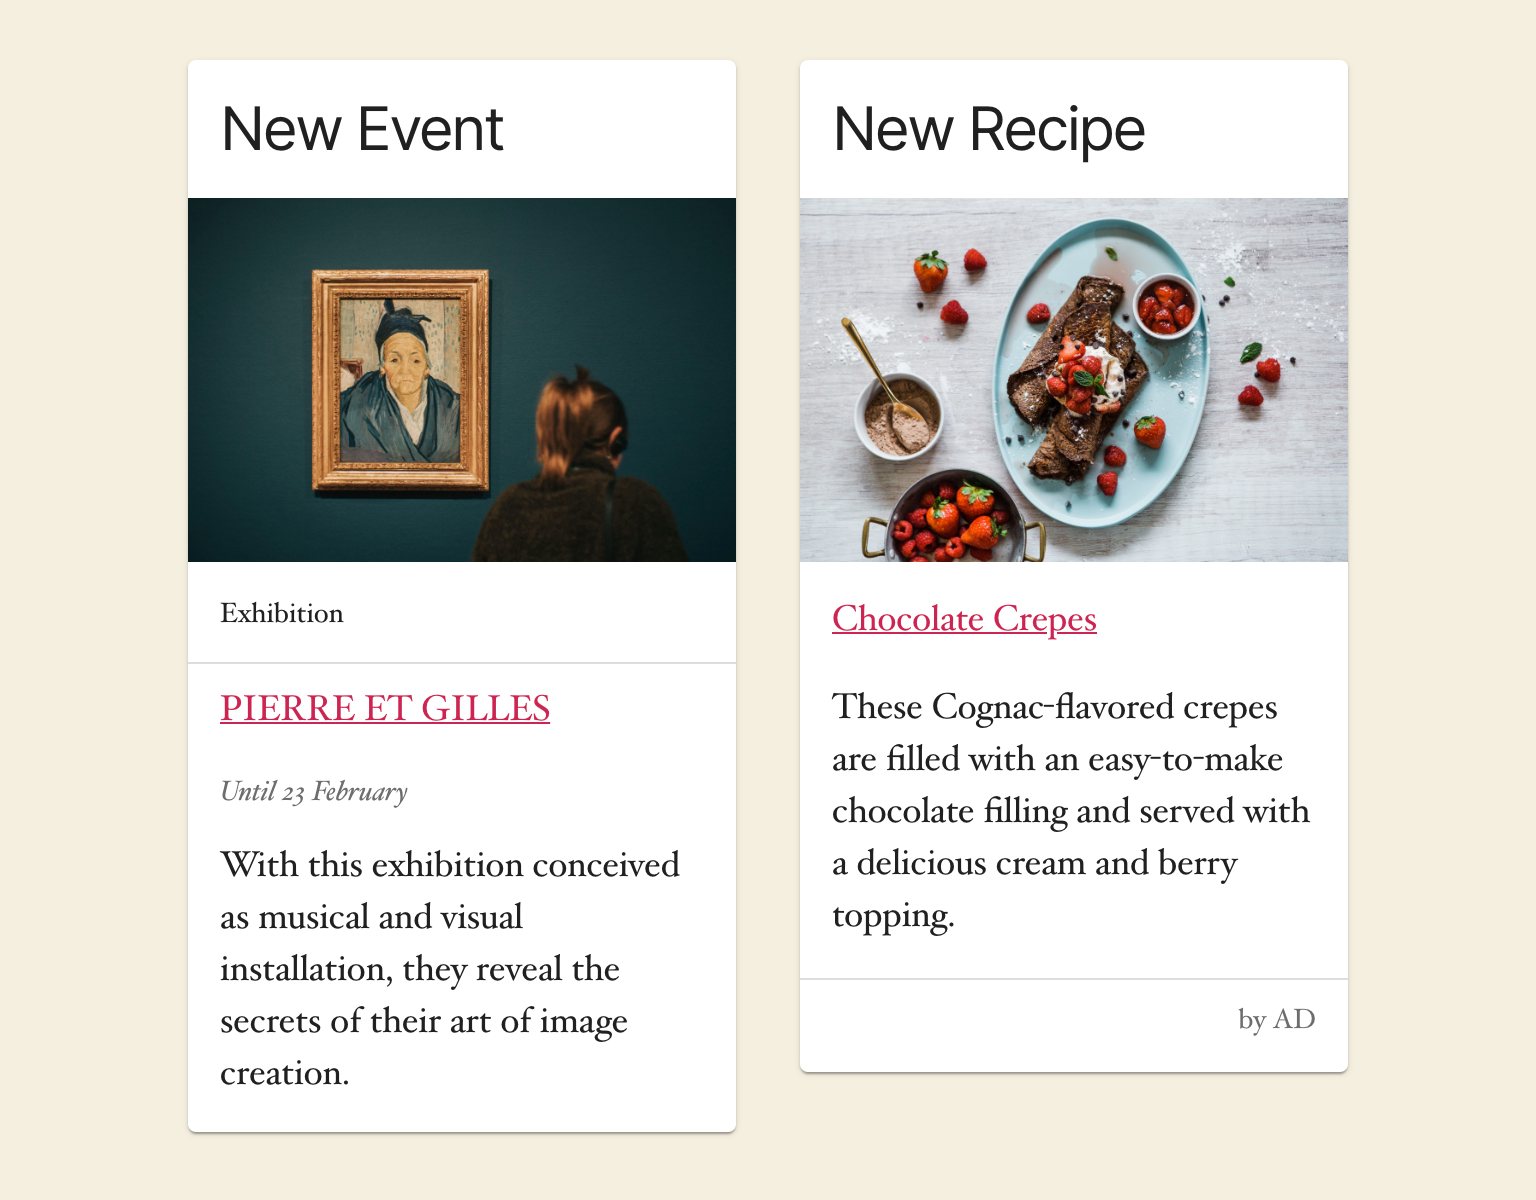 New Event
Exhibition
PIERRE ET GILLES
Until 23 February
With this exhibition conceived
as musical and visual
installation, they reveal the
secrets of their art of image
creation.
New Recipe
Chocolate Crepes
These Cognac-flavored crepes
are filled with an easy-to-make
chocolate filling and served with
a delicious cream and berry
topping.
by AD